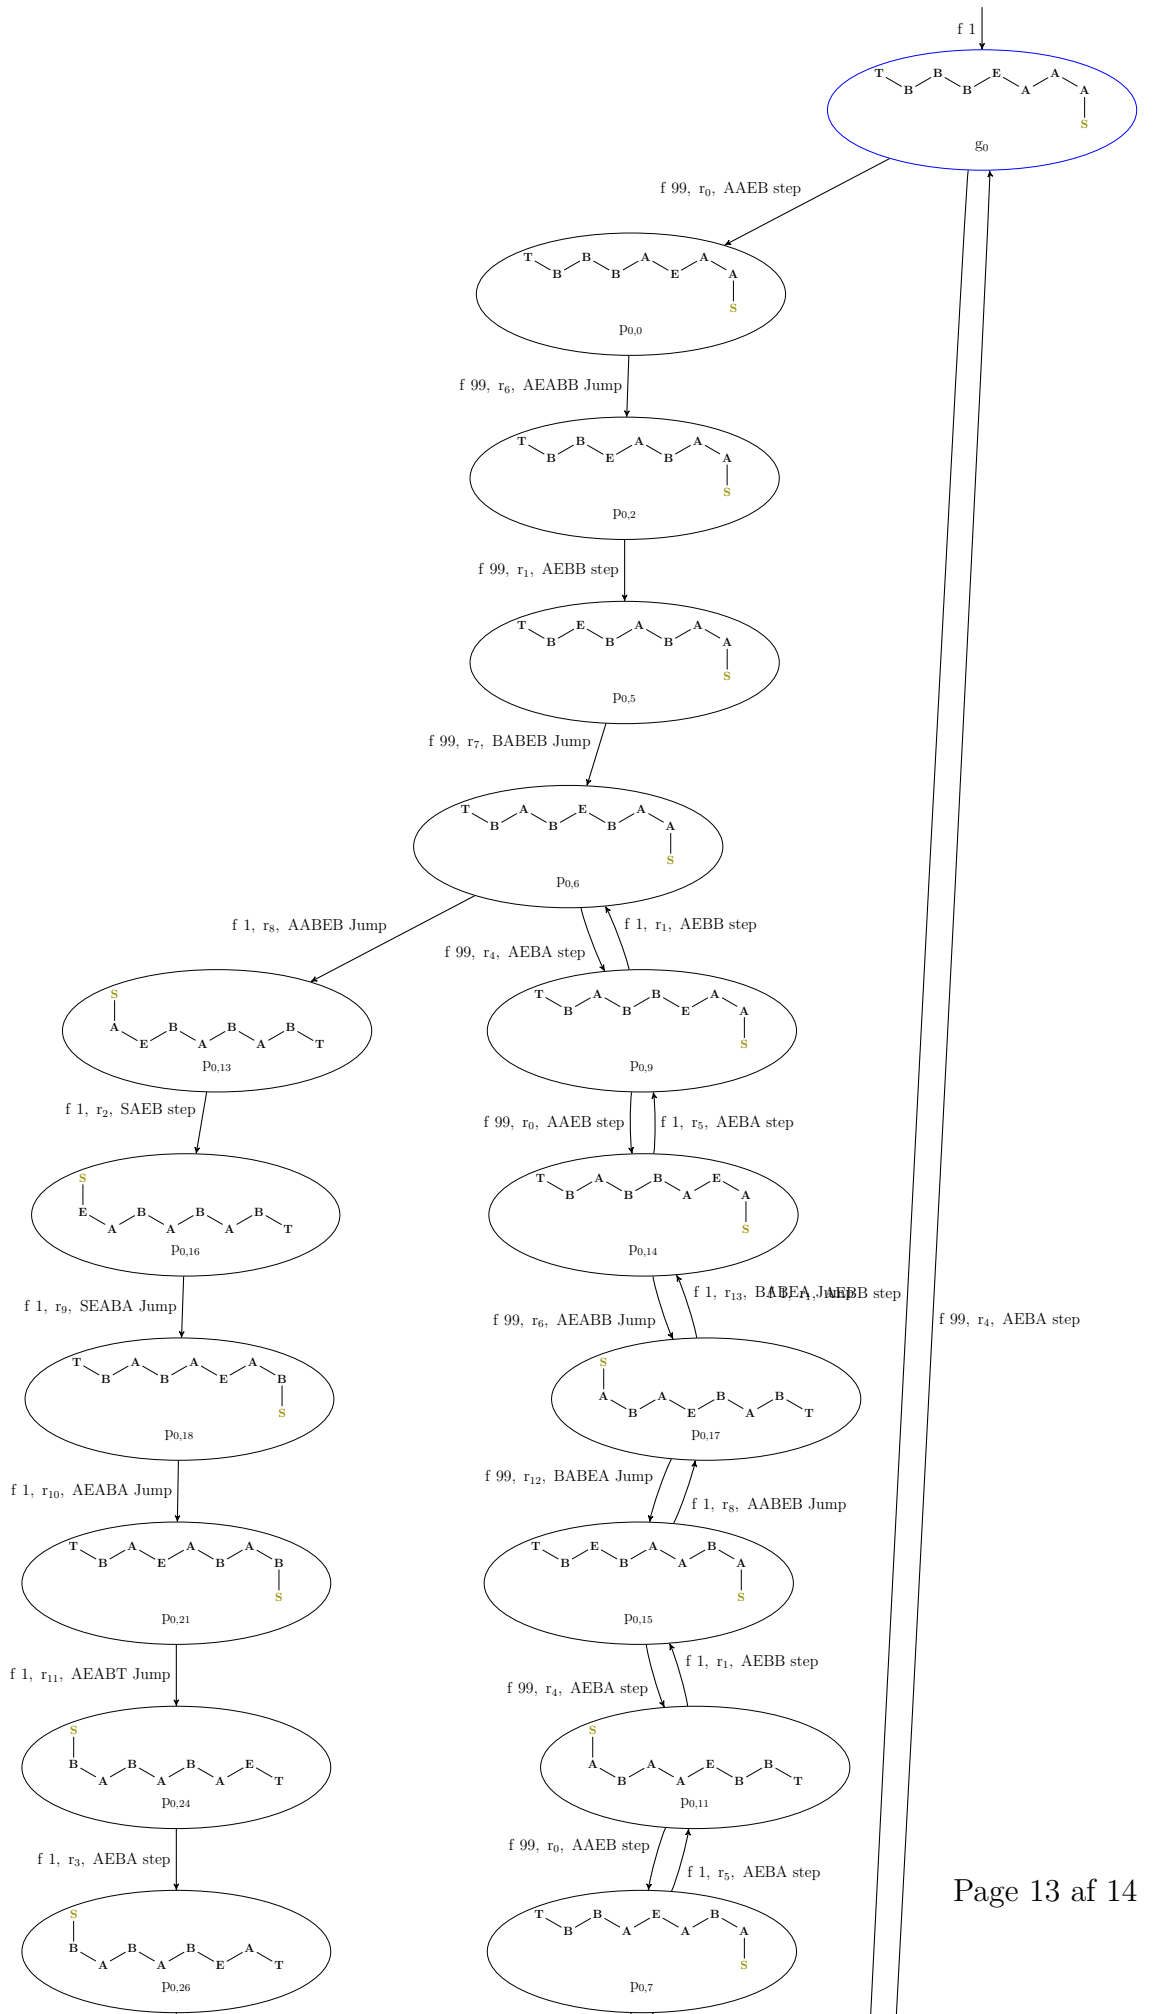 f 1
T B B B E A A A S
g0
f 99, r0, AAEB step
T B B B A E A A S
p0,0
f 99, r6, AEABB Jump
T B B E A B A A S
p0,2
f 99, r1, AEBB step
T B E B A B A A S
p0,5
f 99, r7, BABEB Jump
T B A B E B A A S
p0,6
f 1, r8, AABEB Jump
f 99, r4, AEBA step
f 1, r1, AEBB step
S A E B A B A B T
p0,13
T B A B B E A A S
p0,9
f 1, r2, SAEB step
f 99, r0, AAEB step
f 1, r5, AEBA step
S E A B A B A B T
p0,16
T B A B B A E A S
p0,14
f 1, r9, SEABA Jump
f 99, r6, AEABB Jump
f 1, r13, BABEA Jump
AEBB step
f 99, r4, AEBA step
T B A B A E A B S
p0,18
S A B A E B A B T
p0,17
f 1, r10, AEABA Jump
f 99, r12, BABEA Jump
f 1, r8, AABEB Jump
T B A E A B A B S
p0,21
T B E B A A B A S
p0,15
f 1, r11, AEABT Jump
f 99, r4, AEBA step
f 1, r1, AEBB step
S B A B A B A E T
p0,24
S A B A A E B B T
p0,11
f 1, r3, AEBA step
f 99, r0, AAEB step
f 1, r5, AEBA step
S B A B A B E A T
p0,26
T B B A E A B A S
p0,7
Page 13 af 14